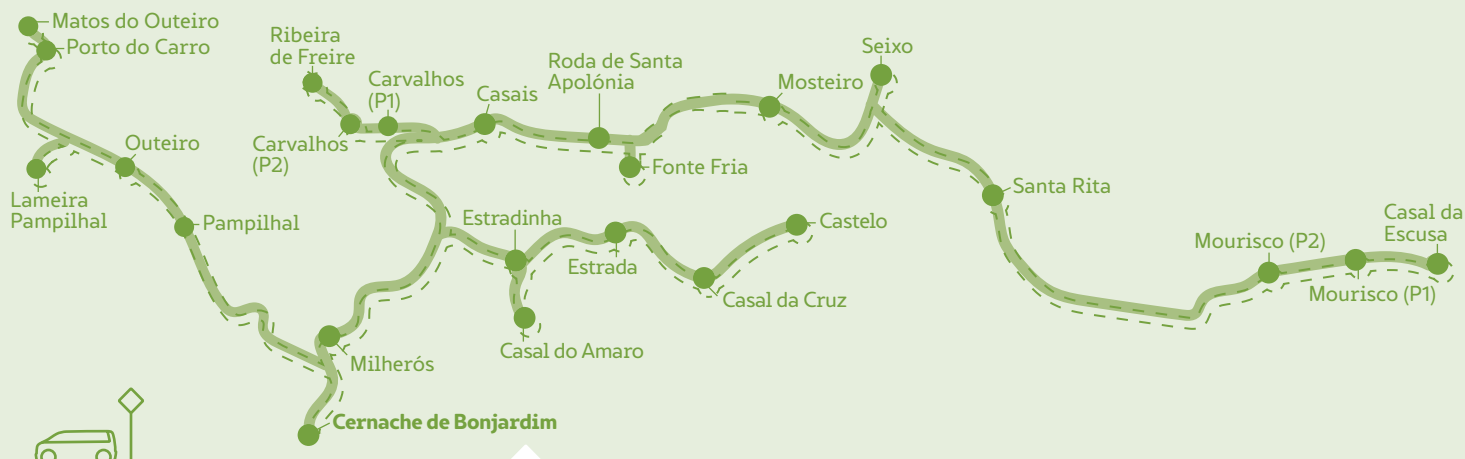 Matos do Outeiro
Porto do Carro
Ribeira
de Freire
Carvalhos
(P1)
Casais
Roda de Santa
Apolónia
Mosteiro
Seixo
Outeiro
Carvalhos
(P2)
Fonte Fria
Lameira
Pampilhal
Pampilhal
Estradinha
Estrada
Castelo
Santa Rita
Casal da
Escusa
Mourisco (P2)
Mourisco (P1)
Casal da Cruz
Casal do Amaro
Milherós
Cernache de Bonjardim